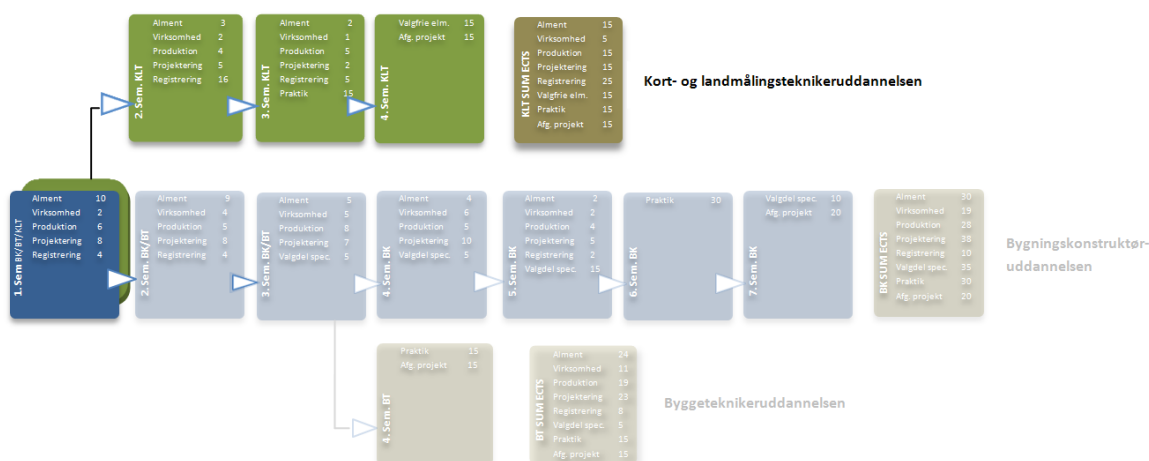 2. Sem. KLT
Alment 3
Virksomhed 2
Produktion 4
Projektering 5
Registrering 16
3. Sem. KLT
Alment 2
Virksomhed 1
Produktion 5
Projektering 2
Registrering 5
Praktik 15
4. Sem. KLT
Valgfrie elm. 15
Afg. projekt 15
KLT SUM ECTS
Alment 15
Virksomhed 5
Produktion 15
Projektering 15
Registrering 25
Valgfrie elm. 15
Praktik 15
Afg. projekt 15
Kort- og landmålingsteknikeruddannelsen
1. Sem BK/BT/KLT
Alment 10
Virksomhed 2
Produktion 6
Projektering 8
Registrering 4
2. Sem. BK/BT
Alment 9
Virksomhed 4
Produktion 5
Projektering 8
Registrering 4
3. Sem. BK/BT
Alment 5
Virksomhed 5
Produktion 8
Projektering 7
Valgdel spec. 5
4. Sem. BK
Alment 4
Virksomhed 6
Produktion 5
Projektering 10
Valgdel spec. 5
5. Sem. BK
Alment 2
Virksomhed 2
Produktion 4
Projektering 5
Registrering 2
Valgdel spec. 15
6. Sem. BK
Praktik 30
7. Sem. BK
Valgdel spec. 10
Afg. projekt 20
BK SUM ECTS
Alment 30
Virksomhed 19
Produktion 28
Projektering 38
Registrering 10
Valgdel spec. 35
Praktik 30
Afg. projekt 20
Bygningskonstruktør-
uddannelsen
4. Sem. BT
Praktik 15
Afg. projekt 15
BT SUM ECTS
Alment 24
Virksomhed 11
Produktion 19
Projektering 23
Registrering 8
Valgdel spec. 5
Praktik 15
Afg. projekt 15
Byggeteknikeruddannelsen